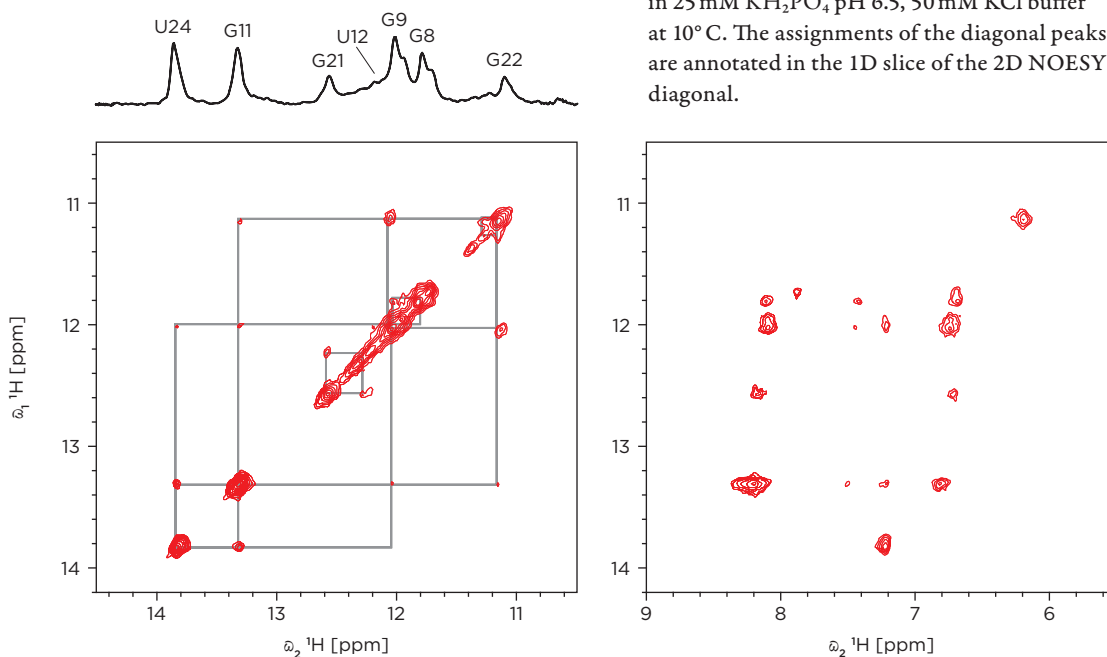 in 25 mM KH₂PO₄ pH 6.5, 50 mM KCl buffer
at 10° C. The assignments of the diagonal peaks
are annotated in the 1D slice of the 2D NOESY
diagonal.
U24
G11
G21
U12
G9
G8
G22
11
12
13
14
ω₁ ¹H [ppm]
14
13
12
11
ω₂ ¹H [ppm]
11
12
13
14
9
8
7
6
ω₂ ¹H [ppm]